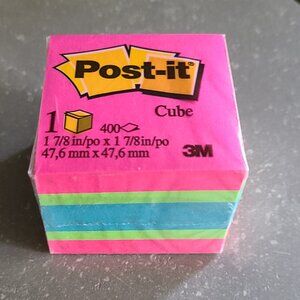 Post-it
Cube
1 400
1 7/8 in/po x 1 7/8 in/po
47,6 mm x 47,6 mm
3M